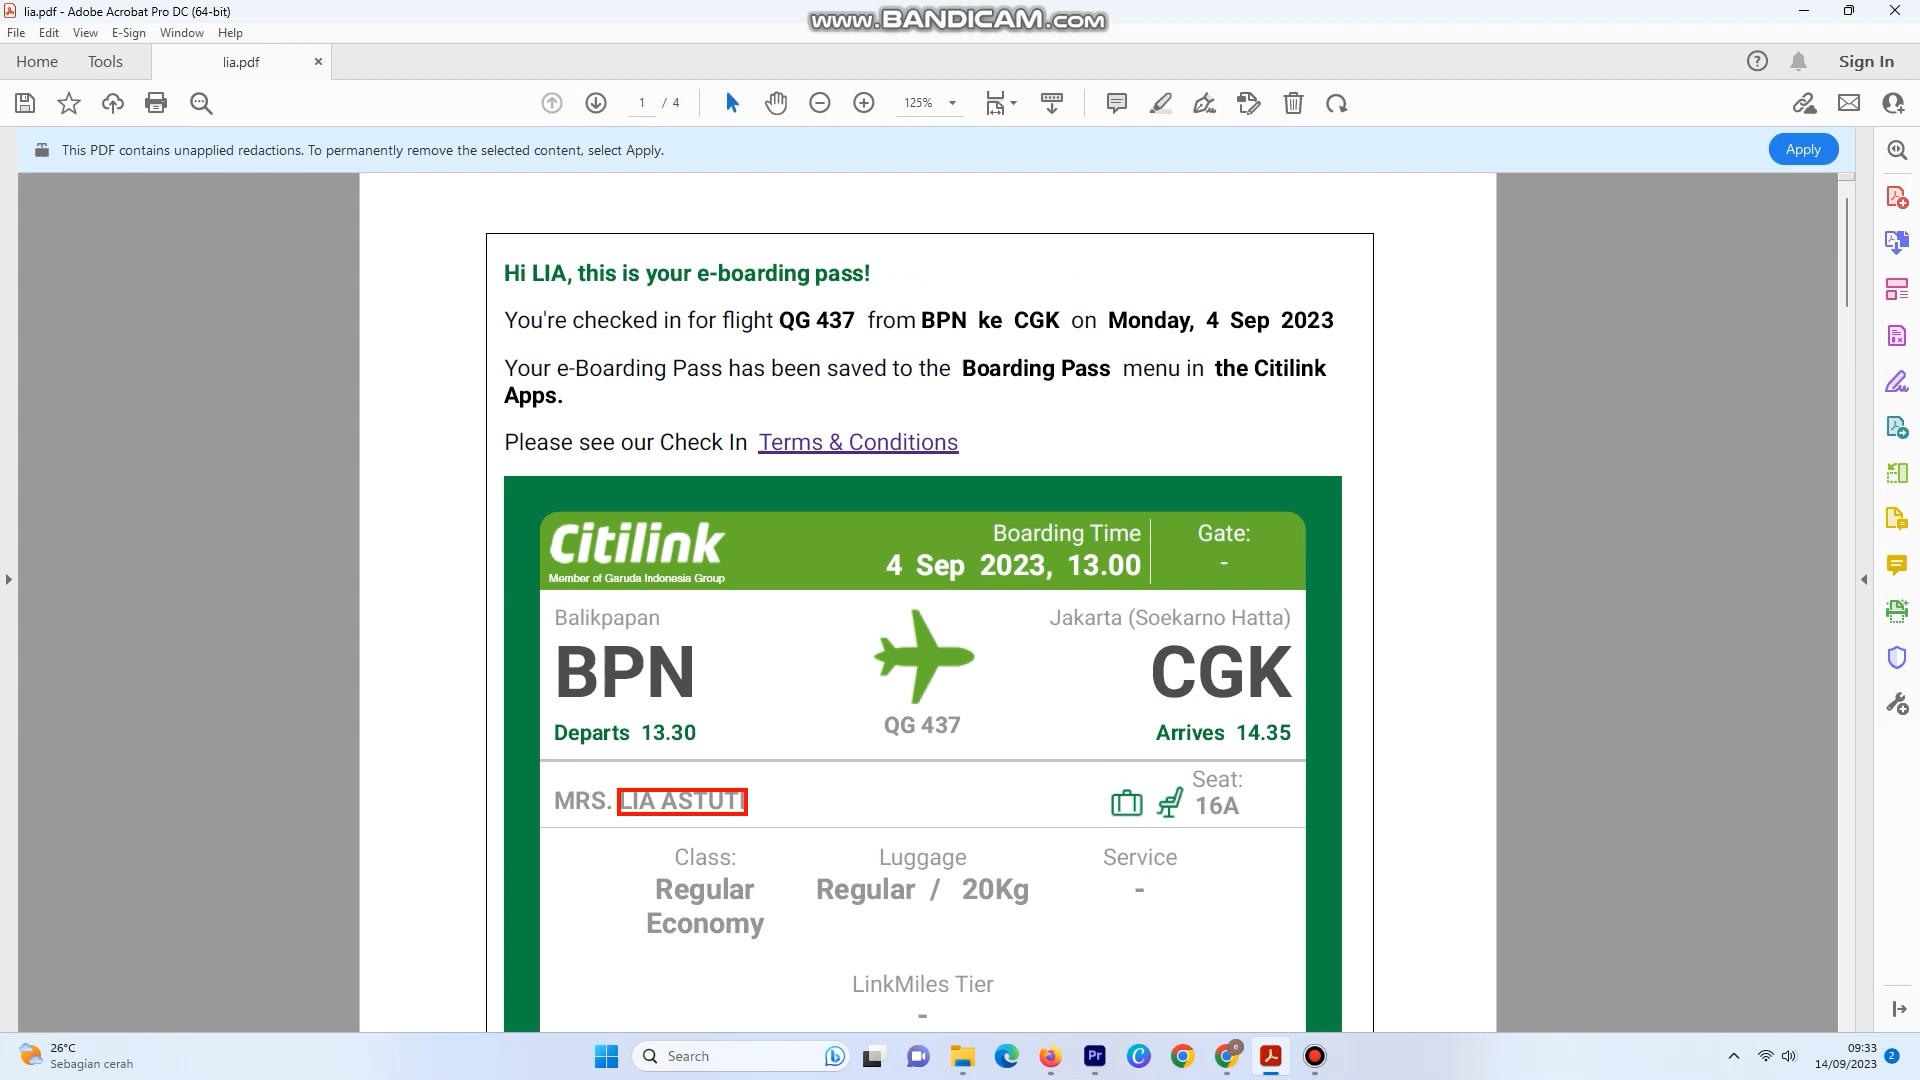 lia.pdf - Adobe Acrobat Pro DC (64-bit)
www.BANDICAM.com
File Edit View E-Sign Window Help
Home Tools lia.pdf Sign In
1 / 4 125%
This PDF contains unapplied redactions. To permanently remove the selected content, select Apply.
Apply
Hi LIA, this is your e-boarding pass!
You're checked in for flight QG 437 from BPN ke CGK on Monday, 4 Sep 2023
Your e-Boarding Pass has been saved to the Boarding Pass menu in the Citilink
Apps.
Please see our Check In Terms & Conditions
Citilink
Member of Garuda Indonesia Group
Boarding Time
4 Sep 2023, 13.00
Gate:
-
Balikpapan
BPN
Departs 13.30
QG 437
Jakarta (Soekarno Hatta)
CGK
Arrives 14.35
MRS. LIA ASTUTI
Seat:
16A
Class:
Regular
Economy
Luggage
Regular / 20Kg
Service
-
LinkMiles Tier
-
26°C
Sebagian cerah
Search
09:33
14/09/2023
2